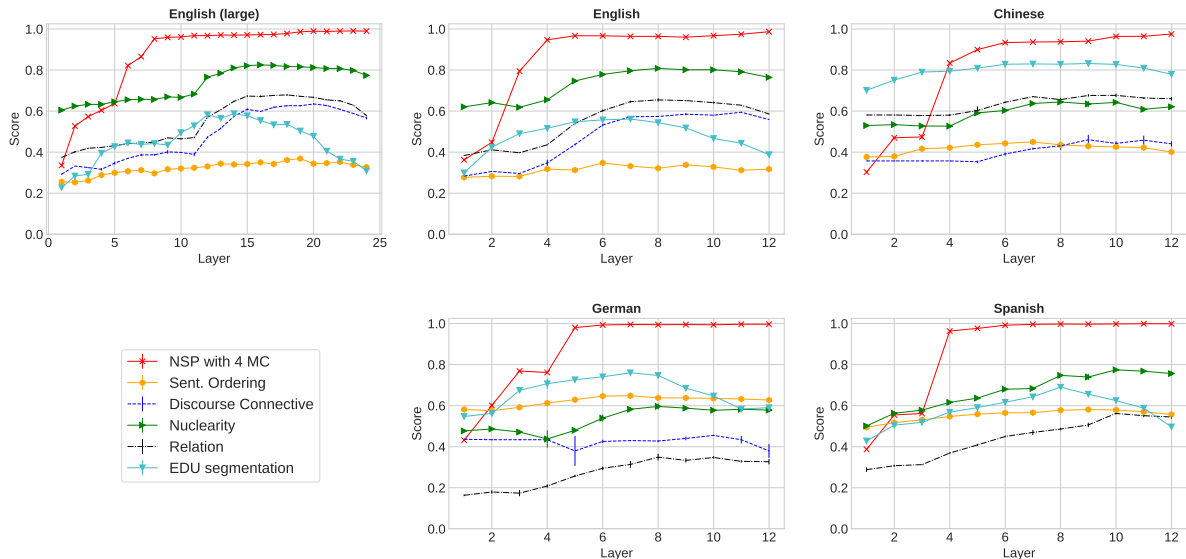 English (large)
1.0
0.8
0.6
0.4
0.2
0.0
Score
0 5 10 15 20 25
Layer
English
1.0
0.8
0.6
0.4
0.2
0.0
Score
2 4 6 8 10 12
Layer
Chinese
1.0
0.8
0.6
0.4
0.2
0.0
Score
2 4 6 8 10 12
Layer
NSP with 4 MC
Sent. Ordering
Discourse Connective
Nuclearity
Relation
EDU segmentation
German
1.0
0.8
0.6
0.4
0.2
0.0
Score
2 4 6 8 10 12
Layer
Spanish
1.0
0.8
0.6
0.4
0.2
0.0
Score
2 4 6 8 10 12
Layer